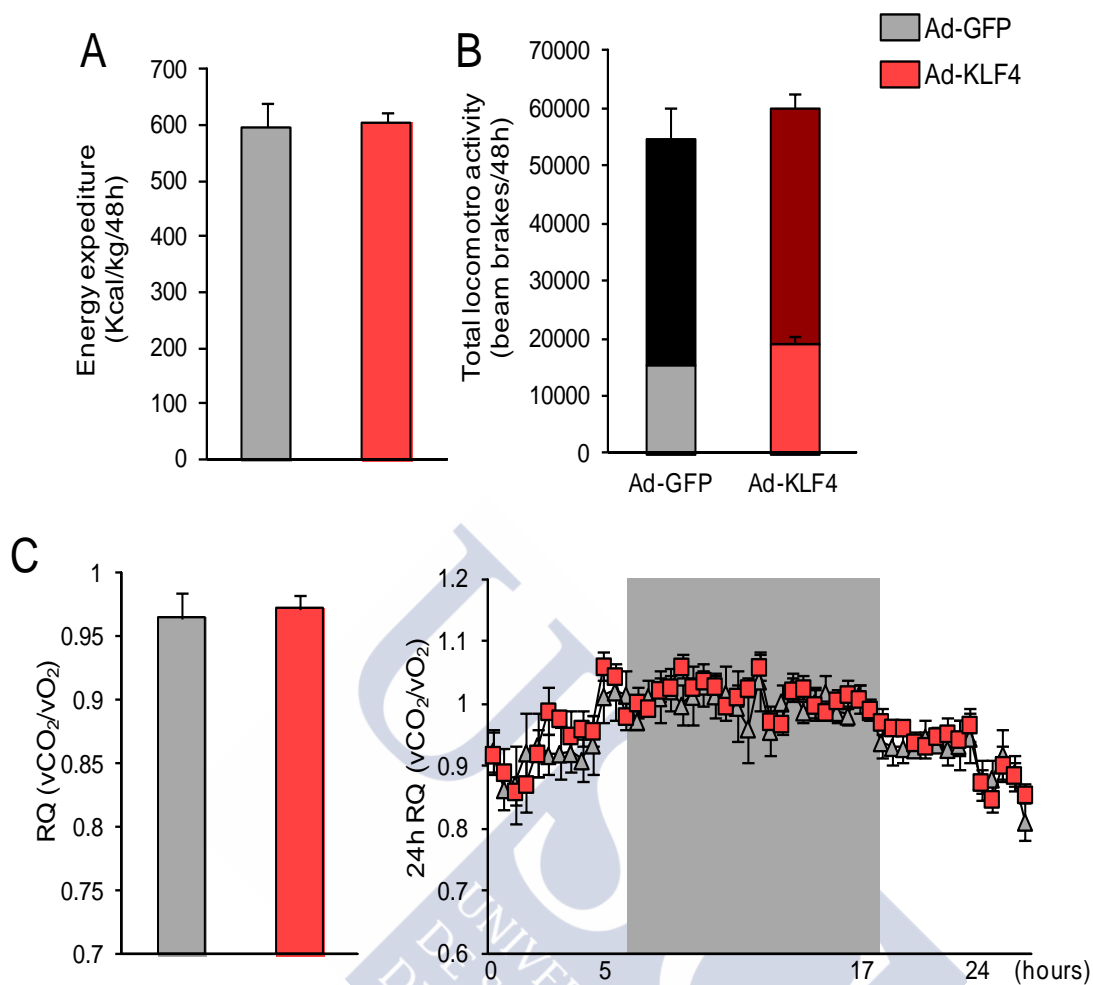 Ad-GFP
Ad-KLF4
A
Energy expediture
(Kcal/kg/48h)
700
600
500
400
300
200
100
0
B
Total locomotro activity
(beam brakes/48h)
70000
60000
50000
40000
30000
20000
10000
0
Ad-GFP Ad-KLF4
C
RQ (vCO₂/vO₂)
1
0.95
0.9
0.85
0.8
0.75
0.7
24h RQ (vCO₂/vO₂)
1.2
1.1
1
0.9
0.8
0.7
0.6
0 5 17 24 (hours)
USC
UNIVER
DE S